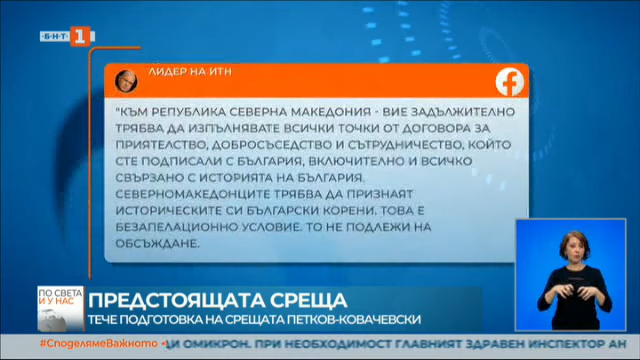 БНТ 1
ЛИДЕР НА ИТН
"КЪМ РЕПУБЛИКА СЕВЕРНА МАКЕДОНИЯ - ВИЕ ЗАДЪЛЖИТЕЛНО
ТРЯБВА ДА ИЗПЪЛНЯВАТЕ ВСИЧКИ ТОЧКИ ОТ ДОГОВОРА ЗА
ПРИЯТЕЛСТВО, ДОБРОСЪСЕДСТВО И СЪТРУДНИЧЕСТВО, КОЙТО
СТЕ ПОДПИСАЛИ С БЪЛГАРИЯ, ВКЛЮЧИТЕЛНО И ВСИЧКО
СВЪРЗАНО С ИСТОРИЯТА НА БЪЛГАРИЯ.
СЕВЕРНОМАКЕДОНЦИТЕ ТРЯБВА ДА ПРИЗНАЯТ
ИСТОРИЧЕСКИТЕ СИ БЪЛГАРСКИ КОРЕНИ. ТОВА Е
БЕЗАПЕЛАЦИОННО УСЛОВИЕ. ТО НЕ ПОДЛЕЖИ НА
ОБСЪЖДАНЕ.
ПО СВЕТА
И У НАС
ПРЕДСТОЯЩАТА СРЕЩА
ТЕЧЕ ПОДГОТОВКА НА СРЕЩАТА ПЕТКОВ-КОВАЧЕВСКИ
#СподелямеВажното ЦИ ОМИКРОН. ПРИ НЕОБХОДИМОСТ ГЛАВНИЯТ ЗДРАВЕН ИНСПЕКТОР АН